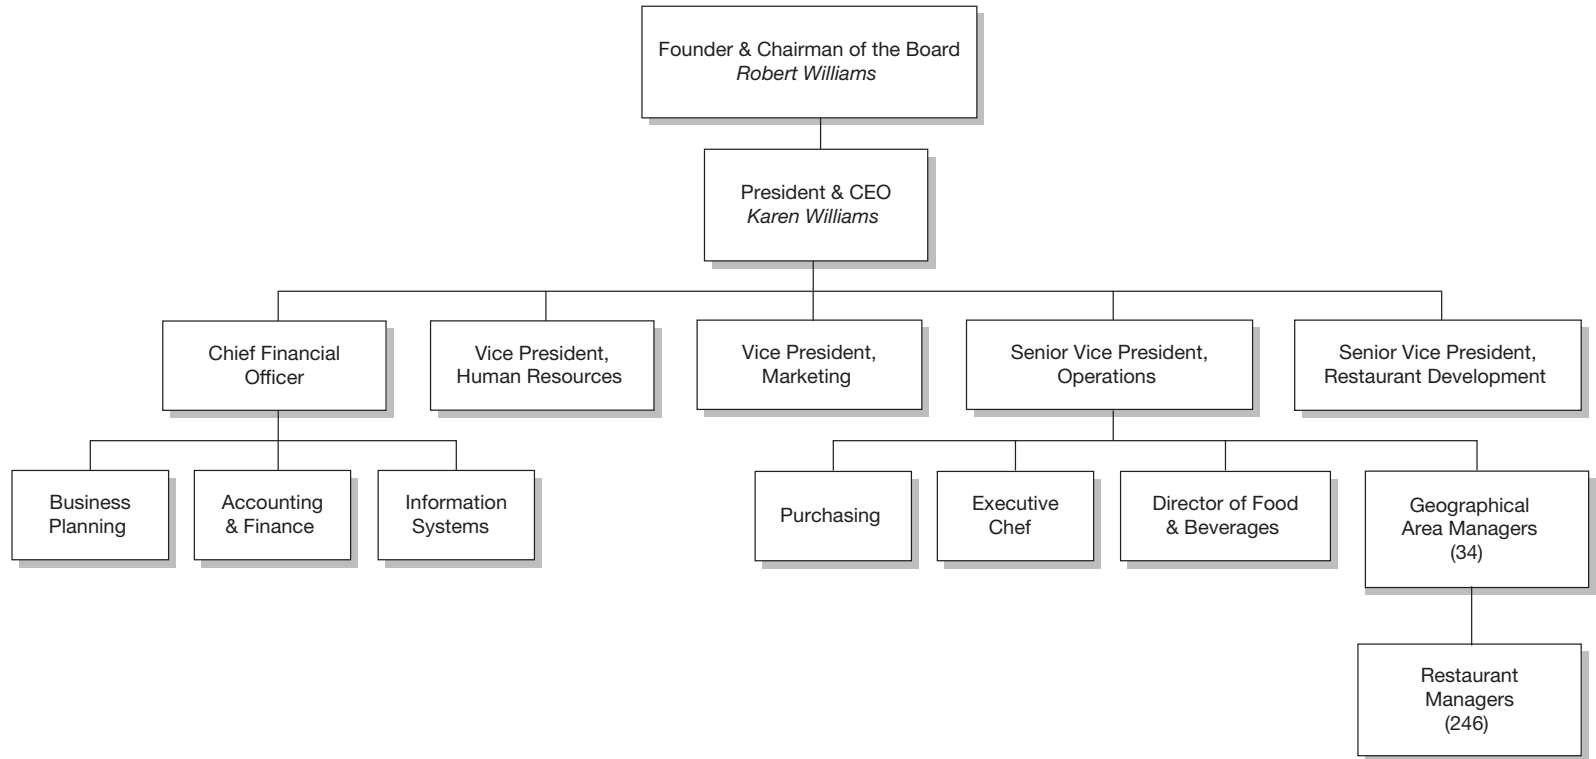 Founder & Chairman of the Board
Robert Williams
President & CEO
Karen Williams
Chief Financial
Officer
Vice President,
Human Resources
Vice President,
Marketing
Senior Vice President,
Operations
Senior Vice President,
Restaurant Development
Business
Planning
Accounting
& Finance
Information
Systems
Purchasing
Executive
Chef
Director of Food
& Beverages
Geographical
Area Managers
(34)
Restaurant
Managers
(246)